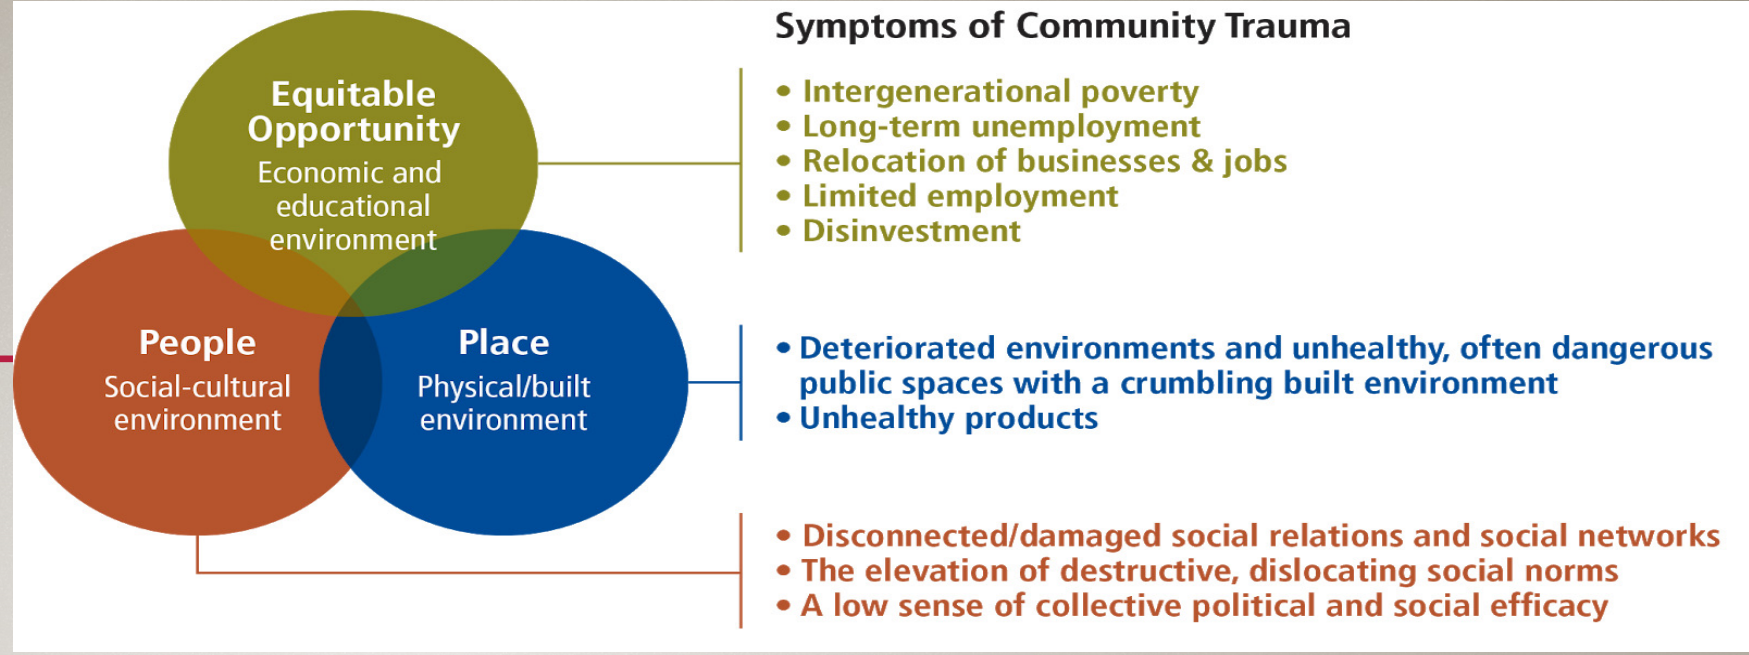 Symptoms of Community Trauma
Equitable
Opportunity
Economic and
educational
environment
• Intergenerational poverty
• Long-term unemployment
• Relocation of businesses & jobs
• Limited employment
• Disinvestment
People
Social-cultural
environment
Place
Physical/built
environment
• Deteriorated environments and unhealthy, often dangerous
public spaces with a crumbling built environment
• Unhealthy products
• Disconnected/damaged social relations and social networks
• The elevation of destructive, dislocating social norms
• A low sense of collective political and social efficacy